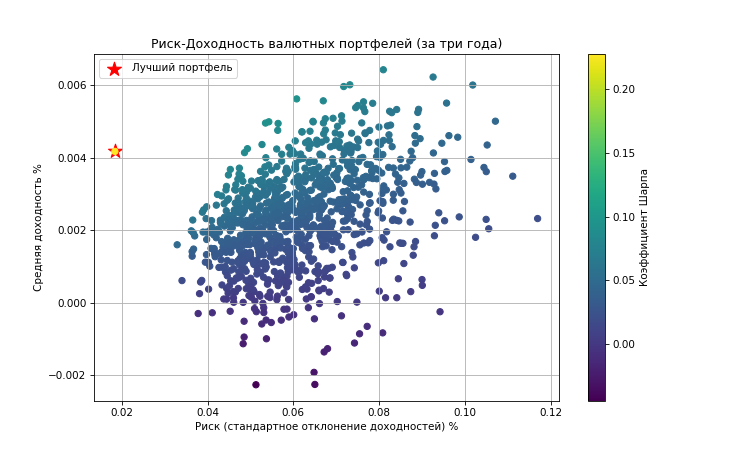 Риск-Доходность валютных портфелей (за три года)
Лучший портфель
0.006
0.004
0.002
0.000
−0.002
Средняя доходность %
0.02 0.04 0.06 0.08 0.10 0.12
Риск (стандартное отклонение доходностей) %
0.20
0.15
0.10
0.05
0.00
Коэффициент Шарпа